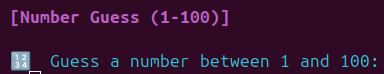 [Number Guess (1-100)]
🔢 Guess a number between 1 and 100: